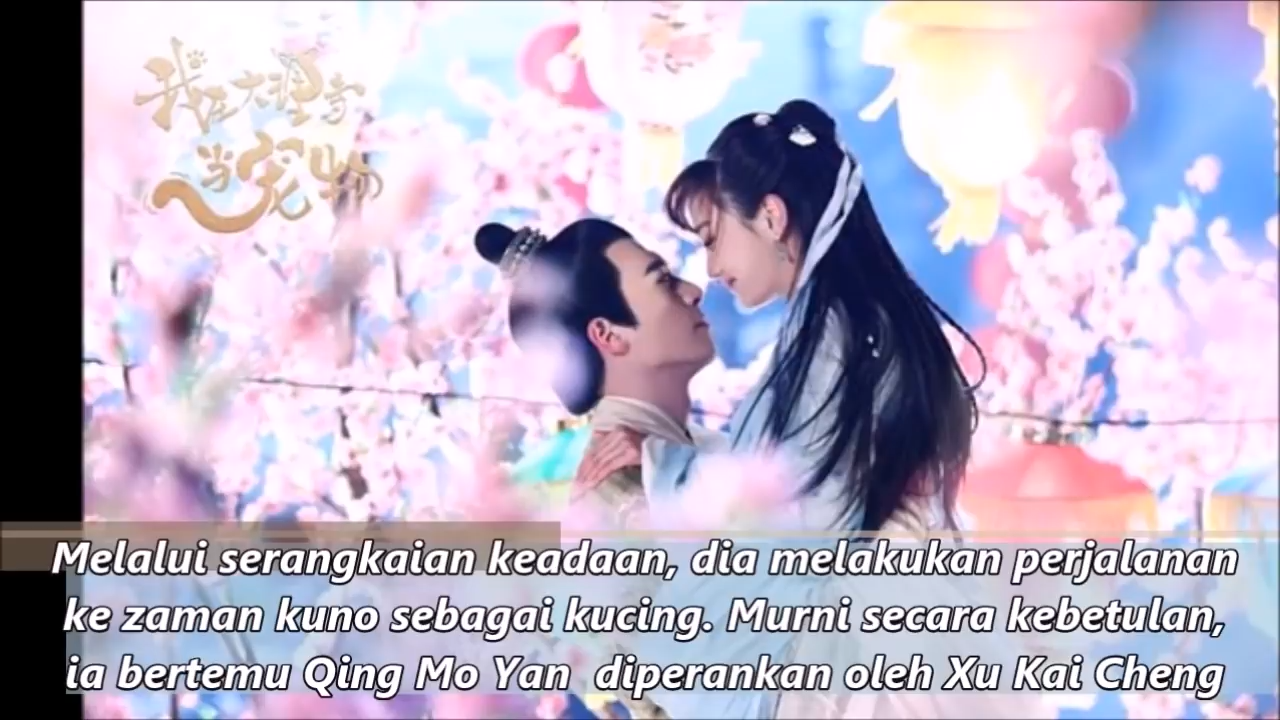 我在大理寺
当宠物
Melalui serangkaian keadaan, dia melakukan perjalanan
ke zaman kuno sebagai kucing. Murni secara kebetulan,
ia bertemu Qing Mo Yan diperankan oleh Xu Kai Cheng